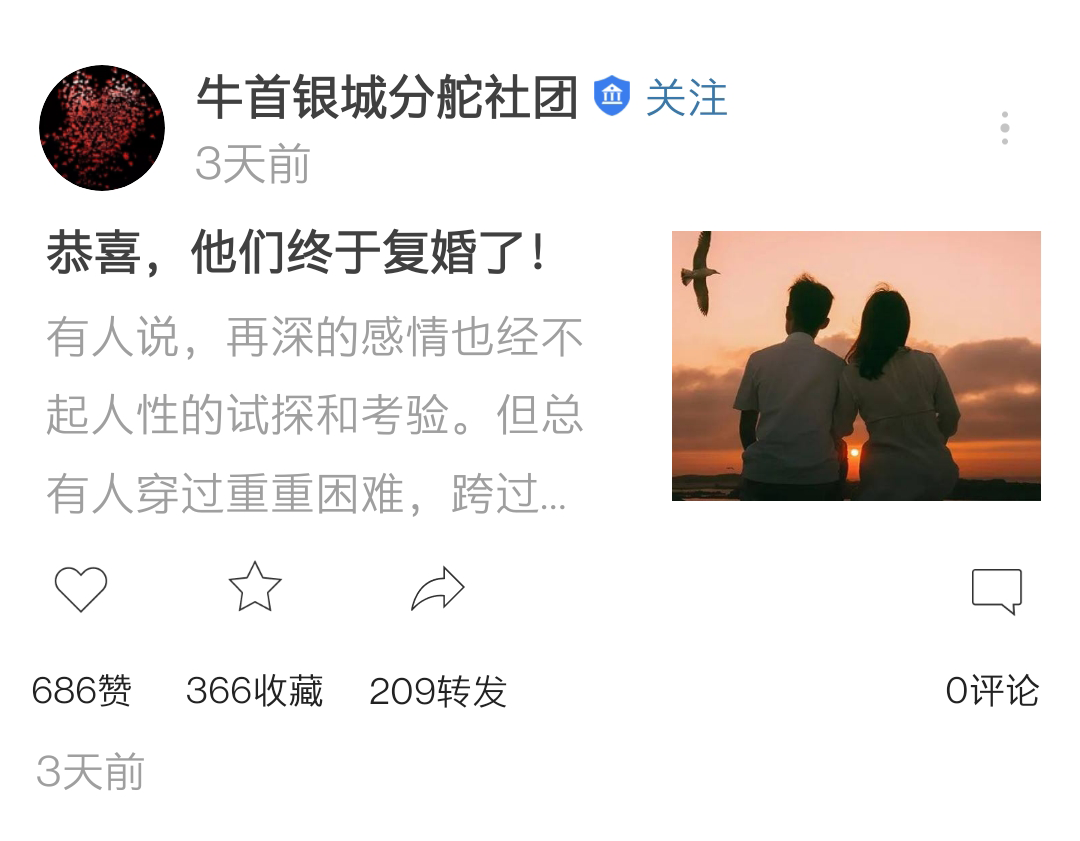 牛首银城分舵社团 关注
3天前
恭喜，他们终于复婚了！
有人说，再深的感情也经不
起人性的试探和考验。但总
有人穿过重重困难，跨过...
686赞 366收藏 209转发 0评论
3天前